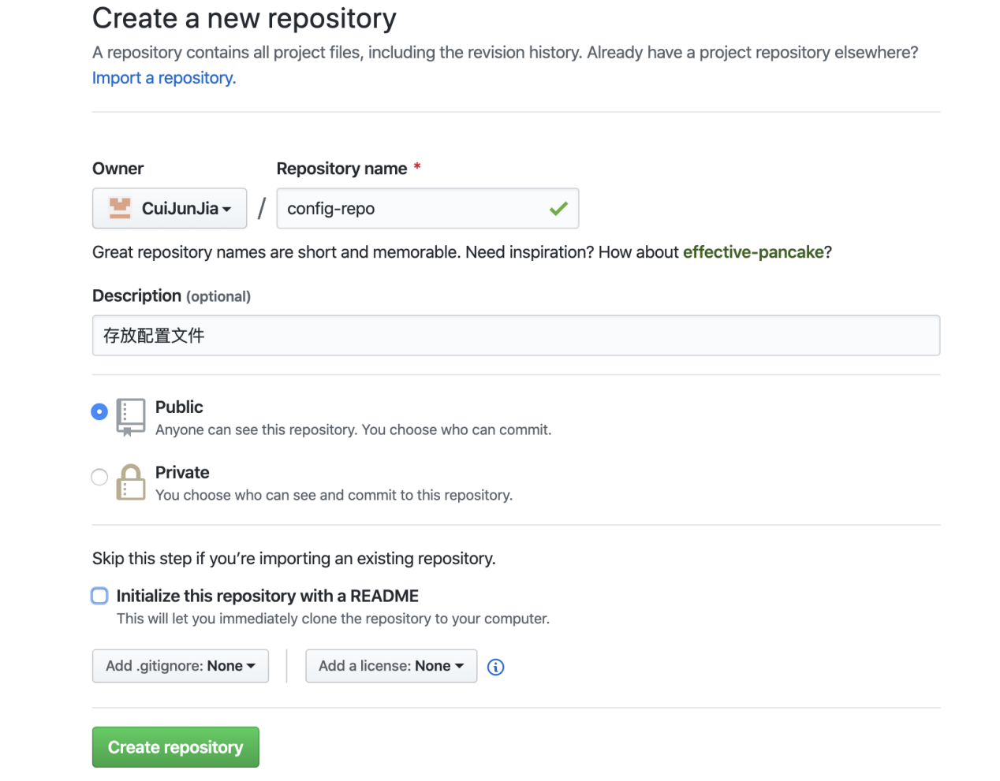 Create a new repository
A repository contains all project files, including the revision history. Already have a project repository elsewhere?
Import a repository.
Owner
Repository name *
CuiJunJia
/
config-repo
Great repository names are short and memorable. Need inspiration? How about effective-pancake?
Description (optional)
存放配置文件
Public
Anyone can see this repository. You choose who can commit.
Private
You choose who can see and commit to this repository.
Skip this step if you’re importing an existing repository.
Initialize this repository with a README
This will let you immediately clone the repository to your computer.
Add .gitignore: None
Add a license: None
Create repository